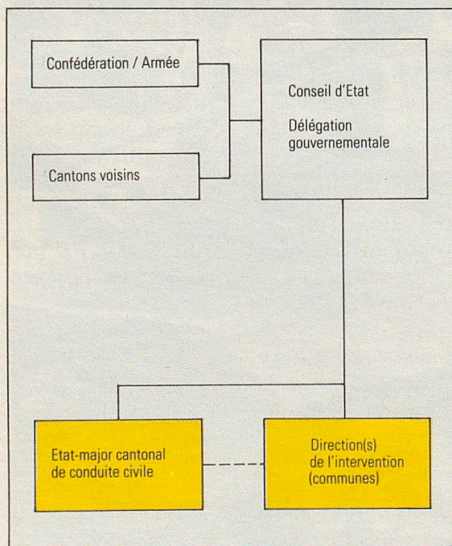 Confédération / Armée
Conseil d'Etat
Délégation
gouvernementale
Cantons voisins
Etat-major cantonal
de conduite civile
Direction(s)
de l'intervention
(communes)